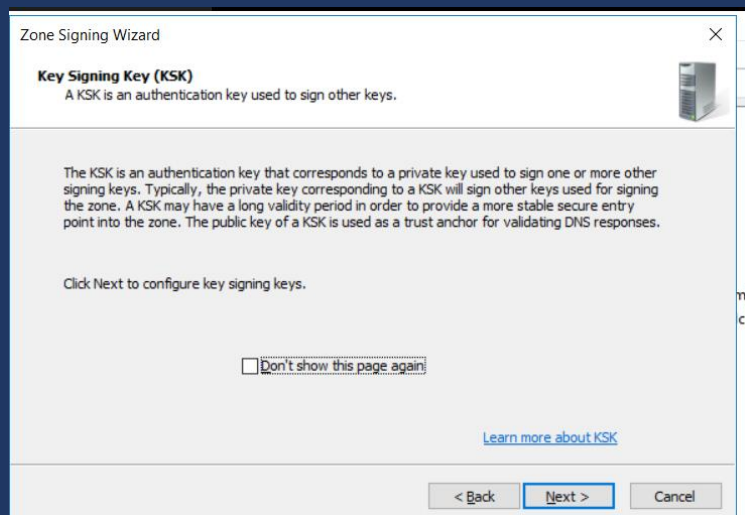 Zone Signing Wizard
Key Signing Key (KSK)
A KSK is an authentication key used to sign other keys.
The KSK is an authentication key that corresponds to a private key used to sign one or more other
signing keys. Typically, the private key corresponding to a KSK will sign other keys used for signing
the zone. A KSK may have a long validity period in order to provide a more stable secure entry
point into the zone. The public key of a KSK is used as a trust anchor for validating DNS responses.
Click Next to configure key signing keys.
Don't show this page again
Learn more about KSK
< Back Next > Cancel